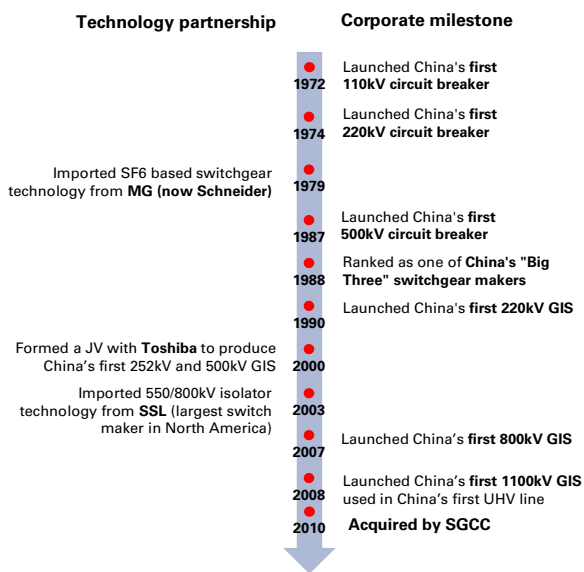 Technology partnership
Corporate milestone
1972
Launched China's first
110kV circuit breaker
1974
Launched China's first
220kV circuit breaker
Imported SF6 based switchgear
technology from MG (now Schneider)
1979
1987
Launched China's first
500kV circuit breaker
1988
Ranked as one of China's "Big
Three" switchgear makers
1990
Launched China's first 220kV GIS
Formed a JV with Toshiba to produce
China’s first 252kV and 500kV GIS
2000
Imported 550/800kV isolator
technology from SSL (largest switch
maker in North America)
2003
2007
Launched China’s first 800kV GIS
2008
Launched China’s first 1100kV GIS
used in China’s first UHV line
2010
Acquired by SGCC